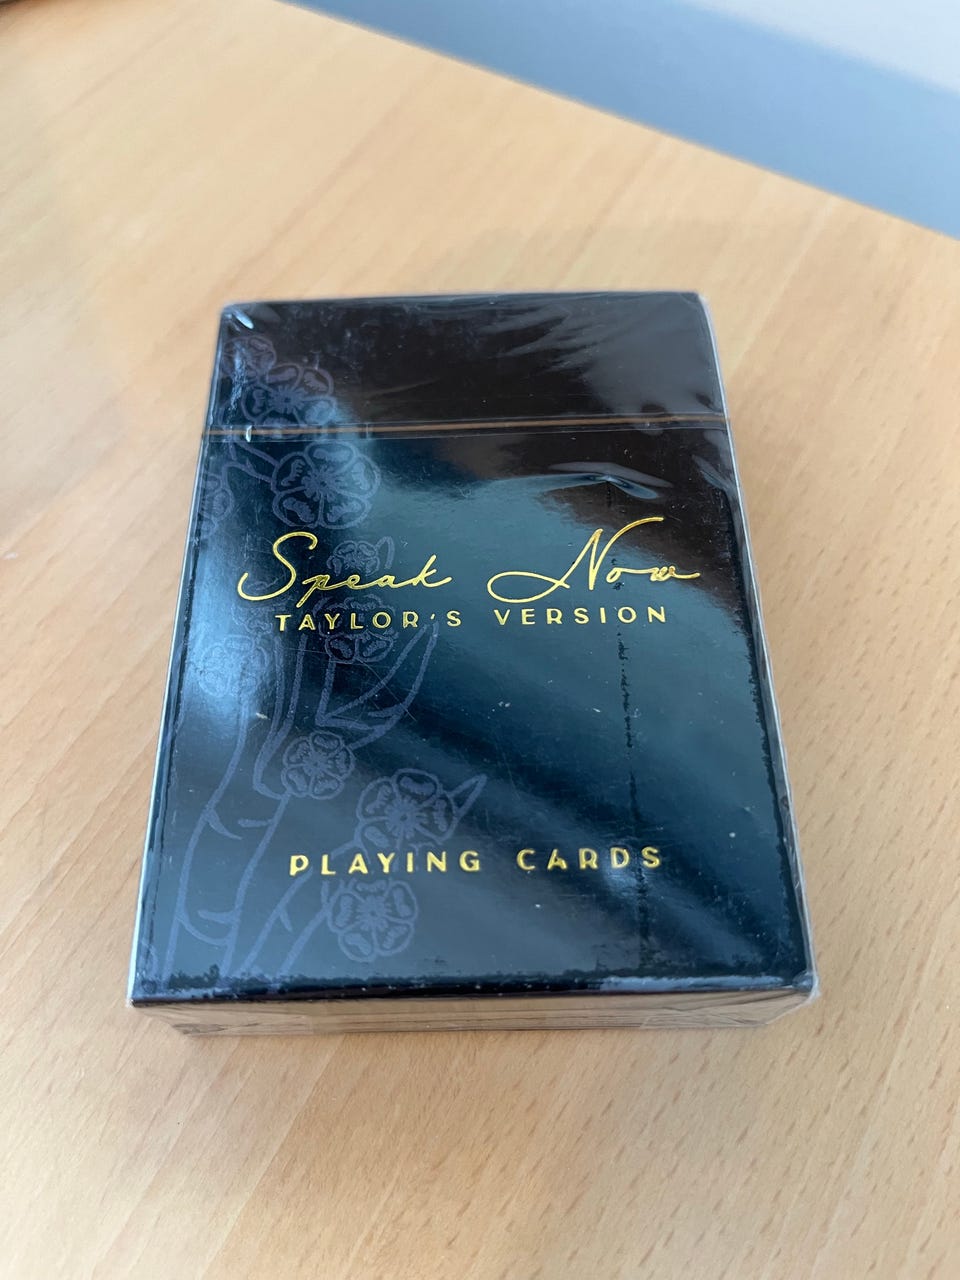 Speak Now
TAYLOR'S VERSION
PLAYING CARDS